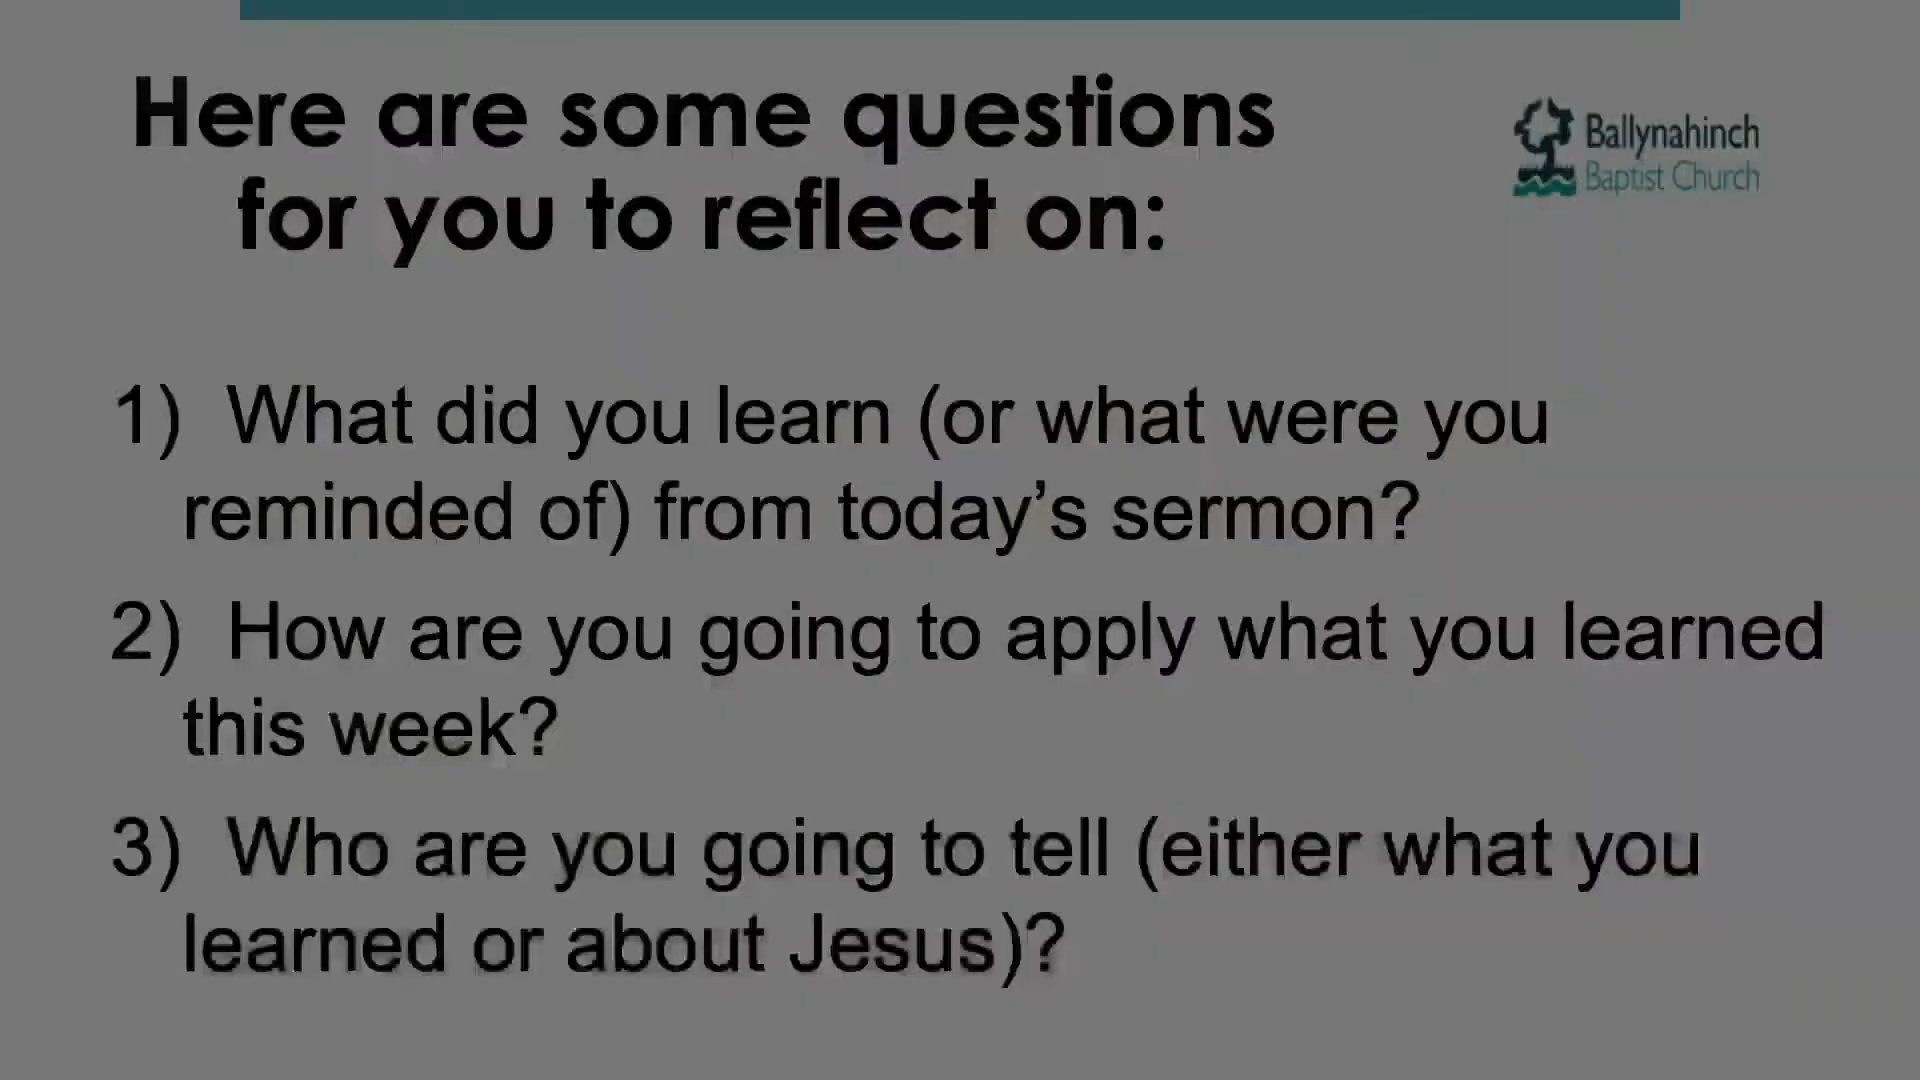 Here are some questions
for you to reflect on:
Ballynahinch
Baptist Church
1) What did you learn (or what were you
reminded of) from today’s sermon?
2) How are you going to apply what you learned
this week?
3) Who are you going to tell (either what you
learned or about Jesus)?